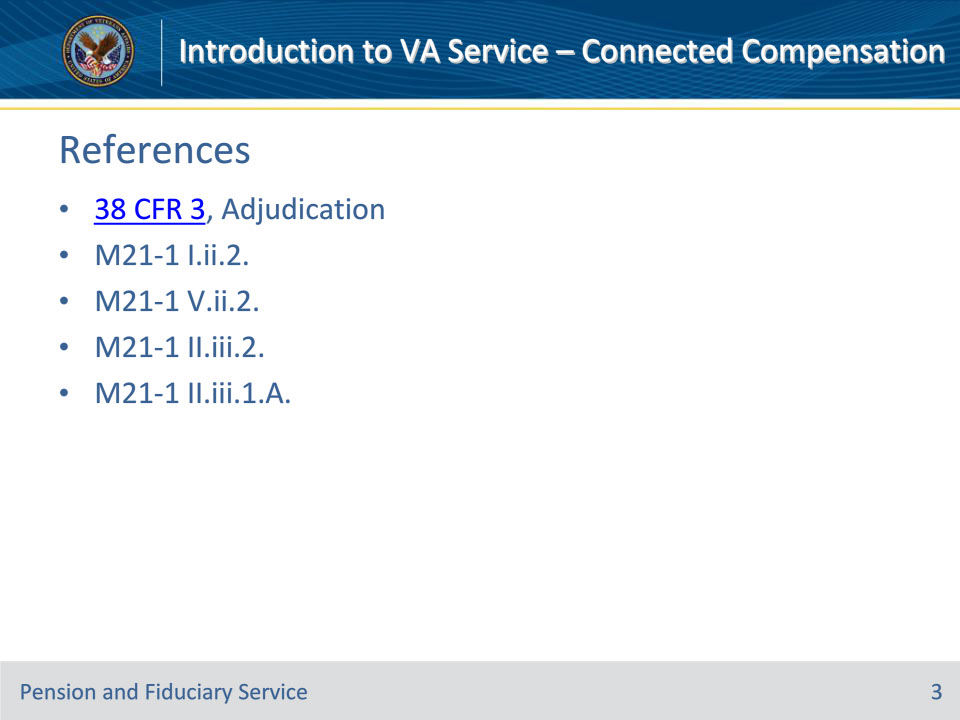 Introduction to VA Service – Connected Compensation
References
• 38 CFR 3, Adjudication
• M21-1 I.ii.2.
• M21-1 V.ii.2.
• M21-1 II.iii.2.
• M21-1 II.iii.1.A.
Pension and Fiduciary Service
3